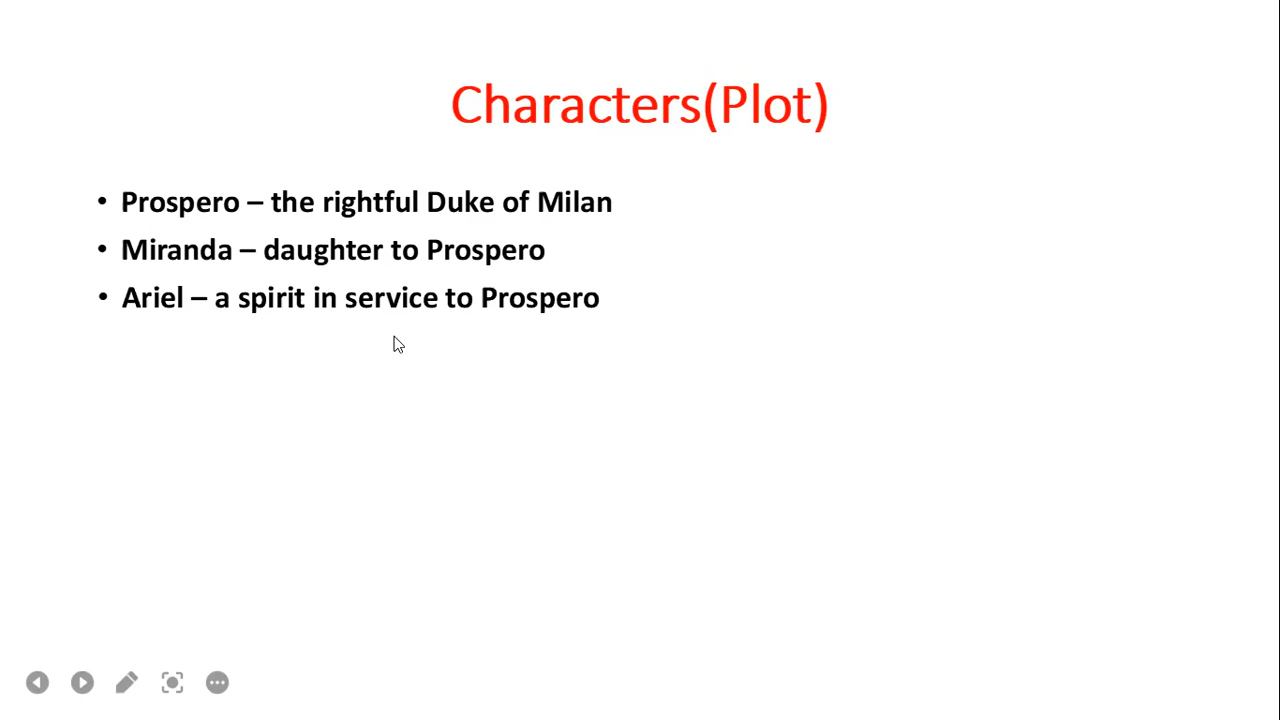 Characters(Plot)
• Prospero – the rightful Duke of Milan
• Miranda – daughter to Prospero
• Ariel – a spirit in service to Prospero